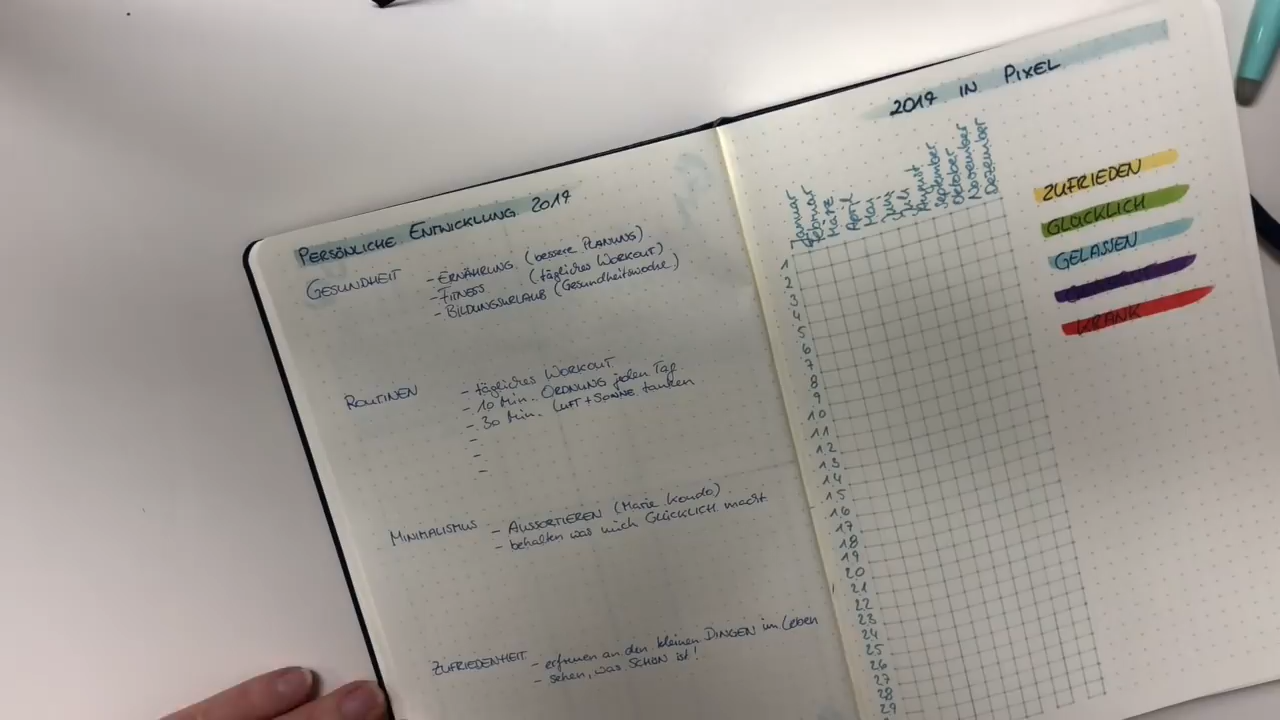 PERSÖNLICHE ENTWICKLUNG 2019
GESUNDHEIT
- ERNÄHRUNG (bessere PLANUNG)
- FITNESS (tägliches WORKOUT)
- BILDUNGSURLAUB (Gesundheitswoche)
ROUTINEN
- tägliches WORKOUT
- 10 Min. ORDNUNG jeden Tag
- 30 Min. LUFT + SONNE tanken
-
-
-
MINIMALISMUS
- AUSSORTIEREN (Marie Kondo)
- behalten was mich GLÜCKLICH macht
ZUFRIEDENHEIT
- erfreuen an den kleinen DINGEN im Leben
- sehen, was SCHÖN ist!
2019 IN PIXEL
Januar
Februar
März
April
Mai
Juni
Juli
August
September
Oktober
November
Dezember
1
2
3
4
5
6
7
8
9
10
11
12
13
14
15
16
17
18
19
20
21
22
23
24
25
26
27
28
29
ZUFRIEDEN
GLÜCKLICH
GELASSEN
KRANK